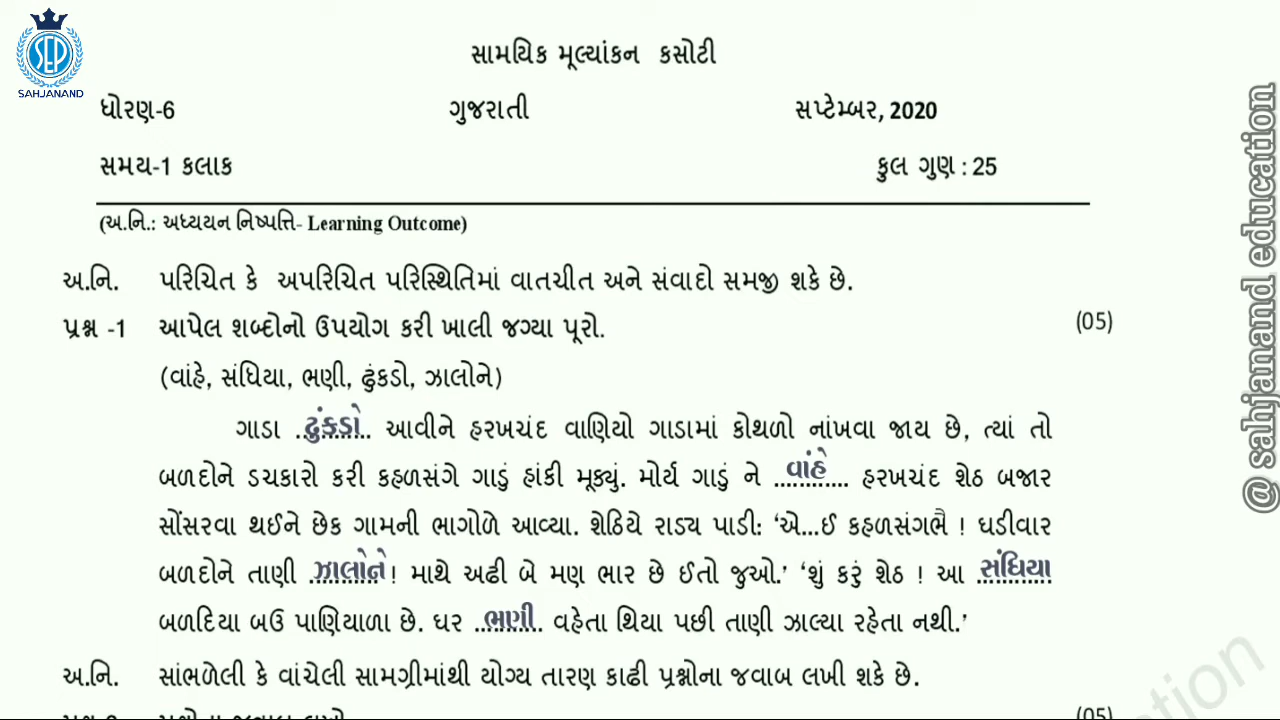 SEP
SAHJANAND
સામયિક મૂલ્યાંકન કસોટી
ધોરણ-6 ગુજરાતી સપ્ટેમ્બર, 2020
સમય-1 કલાક કુલ ગુણ : 25
(અ.નિ.: અધ્યયન નિષ્પત્તિ- Learning Outcome)
અ.નિ. પરિચિત કે અપરિચિત પરિસ્થિતિમાં વાતચીત અને સંવાદો સમજી શકે છે.
પ્રશ્ન -1 આપેલ શબ્દોનો ઉપયોગ કરી ખાલી જગ્યા પૂરો. (05)
(વાંહે, સંધિયા, ભણી, ઢુંકડો, ઝાલોને)
ગાડા ..ઢુંકડો.. આવીને હરખચંદ વાણિયો ગાડામાં કોથળો નાંખવા જાય છે, ત્યાં તો
બળદોને ડચકારો કરી કહળસંગે ગાડું હાંકી મૂક્યું. મોર્ય ગાડું ને ..વાંહે.. હરખચંદ શેઠ બજાર
સોંસરવા થઈને છેક ગામની ભાગોળે આવ્યા. શેઠિયે રાડ્ય પાડી: ‘એ...ઈ કહળસંગભૈ ! ઘડીવાર
બળદોને તાણી ..ઝાલોને..! માથે અઢી બે મણ ભાર છે ઈતો જુઓ.’ ‘શું કરું શેઠ ! આ ..સંધિયા..
બળદિયા બઉ પાણિયાળા છે. ઘર ..ભણી.. વહેતા થિયા પછી તાણી ઝાલ્યા રહેતા નથી.’
અ.નિ. સાંભળેલી કે વાંચેલી સામગ્રીમાંથી યોગ્ય તારણ કાઢી પ્રશ્નોના જવાબ લખી શકે છે.
(05)
@ sahjanand education